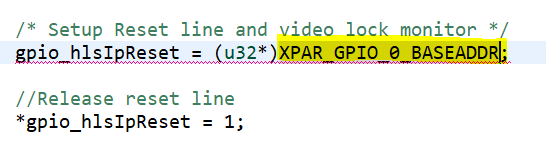 /* Setup Reset line and video lock monitor */
gpio_hlsIpReset = (u32*)XPAR_GPIO_0_BASEADDR;
//Release reset line
*gpio_hlsIpReset = 1;